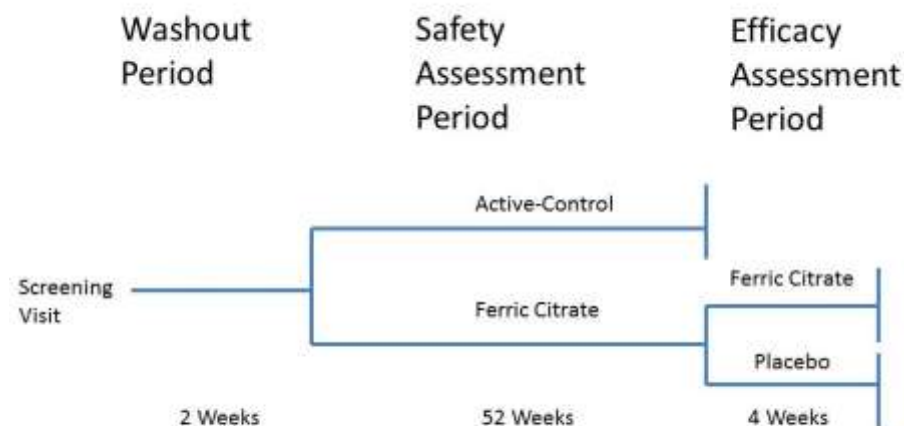 Washout
Period
Safety
Assessment
Period
Efficacy
Assessment
Period
Active-Control
Screening
Visit
Ferric Citrate
Ferric Citrate
Placebo
2 Weeks
52 Weeks
4 Weeks